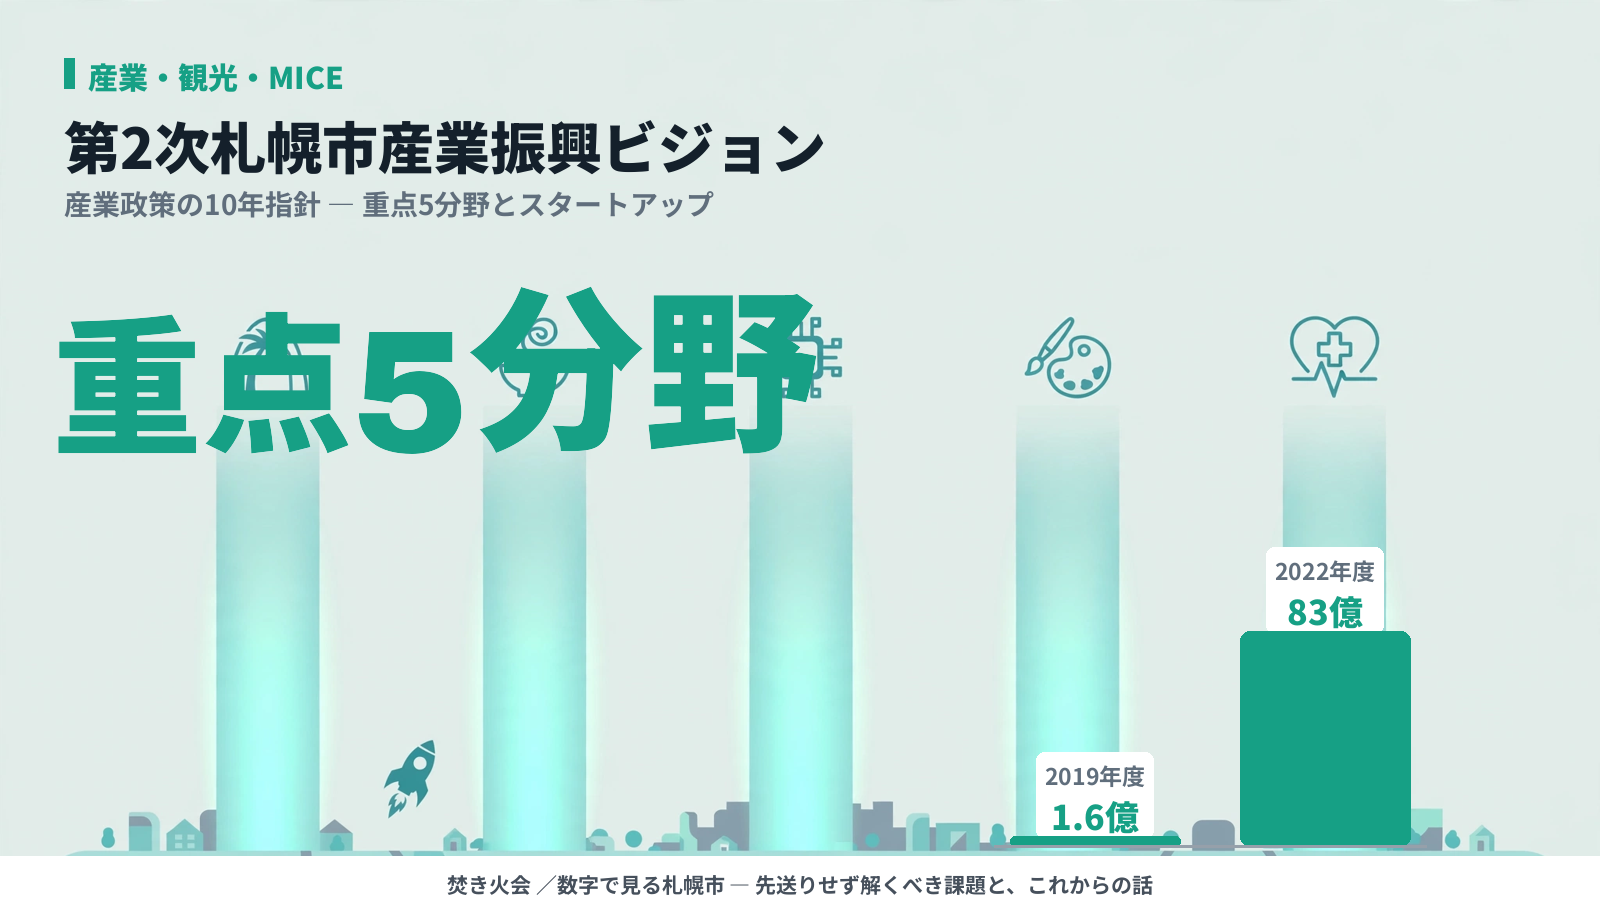 産業・観光・MICE
第2次札幌市産業振興ビジョン
産業政策の10年指針 — 重点5分野とスタートアップ
重点5分野
2022年度
83億
2019年度
1.6億
焚き火会 ／数字で見る札幌市 — 先送りせず解くべき課題と、これからの話